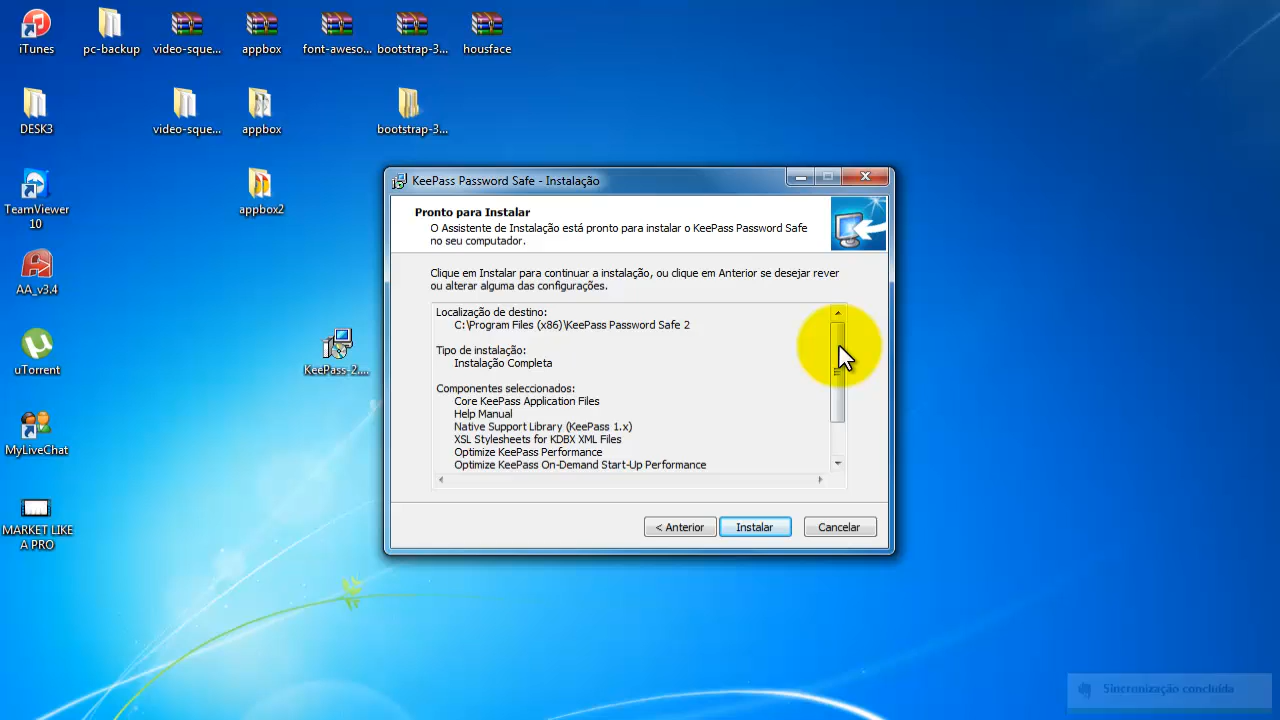 iTunes
pc-backup
video-sque...
appbox
font-aweso...
bootstrap-3...
housface
DESK3
video-sque...
appbox
bootstrap-3...
TeamViewer
10
appbox2
AA_v3.4
uTorrent
KeePass-2....
MyLiveChat
MARKET LIKE
A PRO
KeePass Password Safe - Instalação
Pronto para Instalar
O Assistente de Instalação está pronto para instalar o KeePass Password Safe
no seu computador.
Clique em Instalar para continuar a instalação, ou clique em Anterior se desejar rever
ou alterar alguma das configurações.
Localização de destino:
C:\Program Files (x86)\KeePass Password Safe 2
Tipo de instalação:
Instalação Completa
Componentes seleccionados:
Core KeePass Application Files
Help Manual
Native Support Library (KeePass 1.x)
XSL Stylesheets for KDBX XML Files
Optimize KeePass Performance
Optimize KeePass On-Demand Start-Up Performance
< Anterior
Instalar
Cancelar
Sincronização concluída